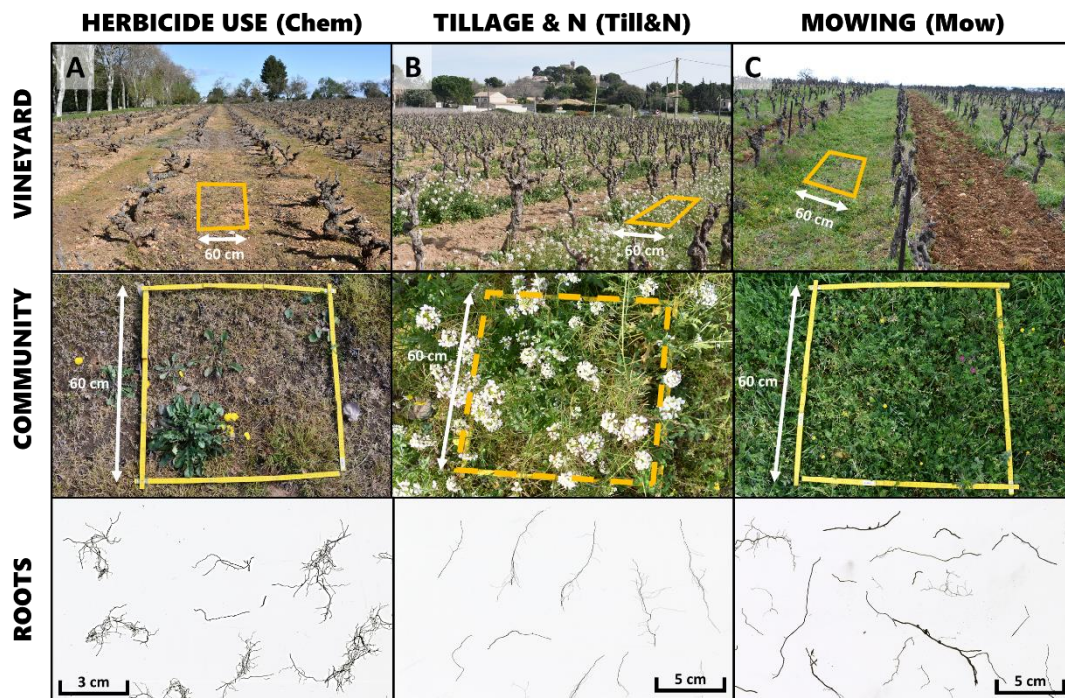 HERBICIDE USE (Chem)
TILLAGE & N (Till&N)
MOWING (Mow)
VINEYARD
A
60 cm
B
60 cm
C
60 cm
COMMUNITY
60 cm
60 cm
60 cm
ROOTS
3 cm
5 cm
5 cm